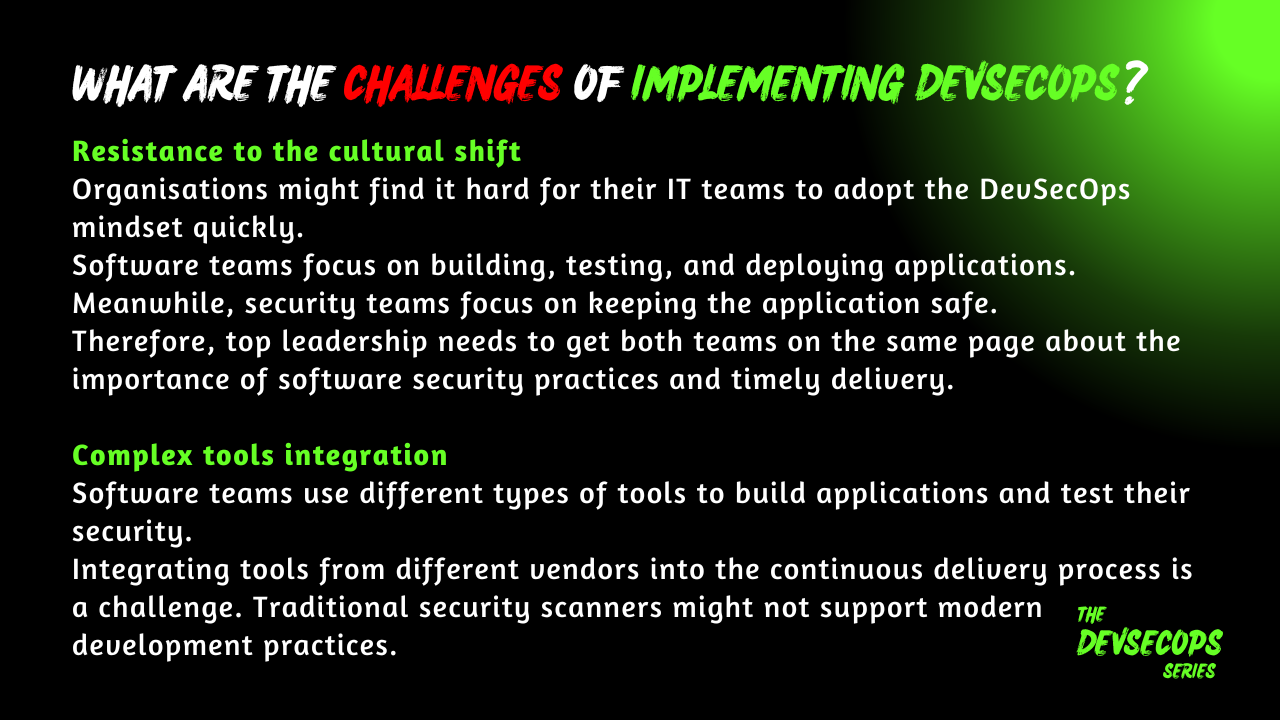 WHAT ARE THE CHALLENGES OF IMPLEMENTING DEVSECOPS?
Resistance to the cultural shift
Organisations might find it hard for their IT teams to adopt the DevSecOps
mindset quickly.
Software teams focus on building, testing, and deploying applications.
Meanwhile, security teams focus on keeping the application safe.
Therefore, top leadership needs to get both teams on the same page about the
importance of software security practices and timely delivery.
Complex tools integration
Software teams use different types of tools to build applications and test their
security.
Integrating tools from different vendors into the continuous delivery process is
a challenge. Traditional security scanners might not support modern
development practices.
THE
DEVSECOPS
SERIES